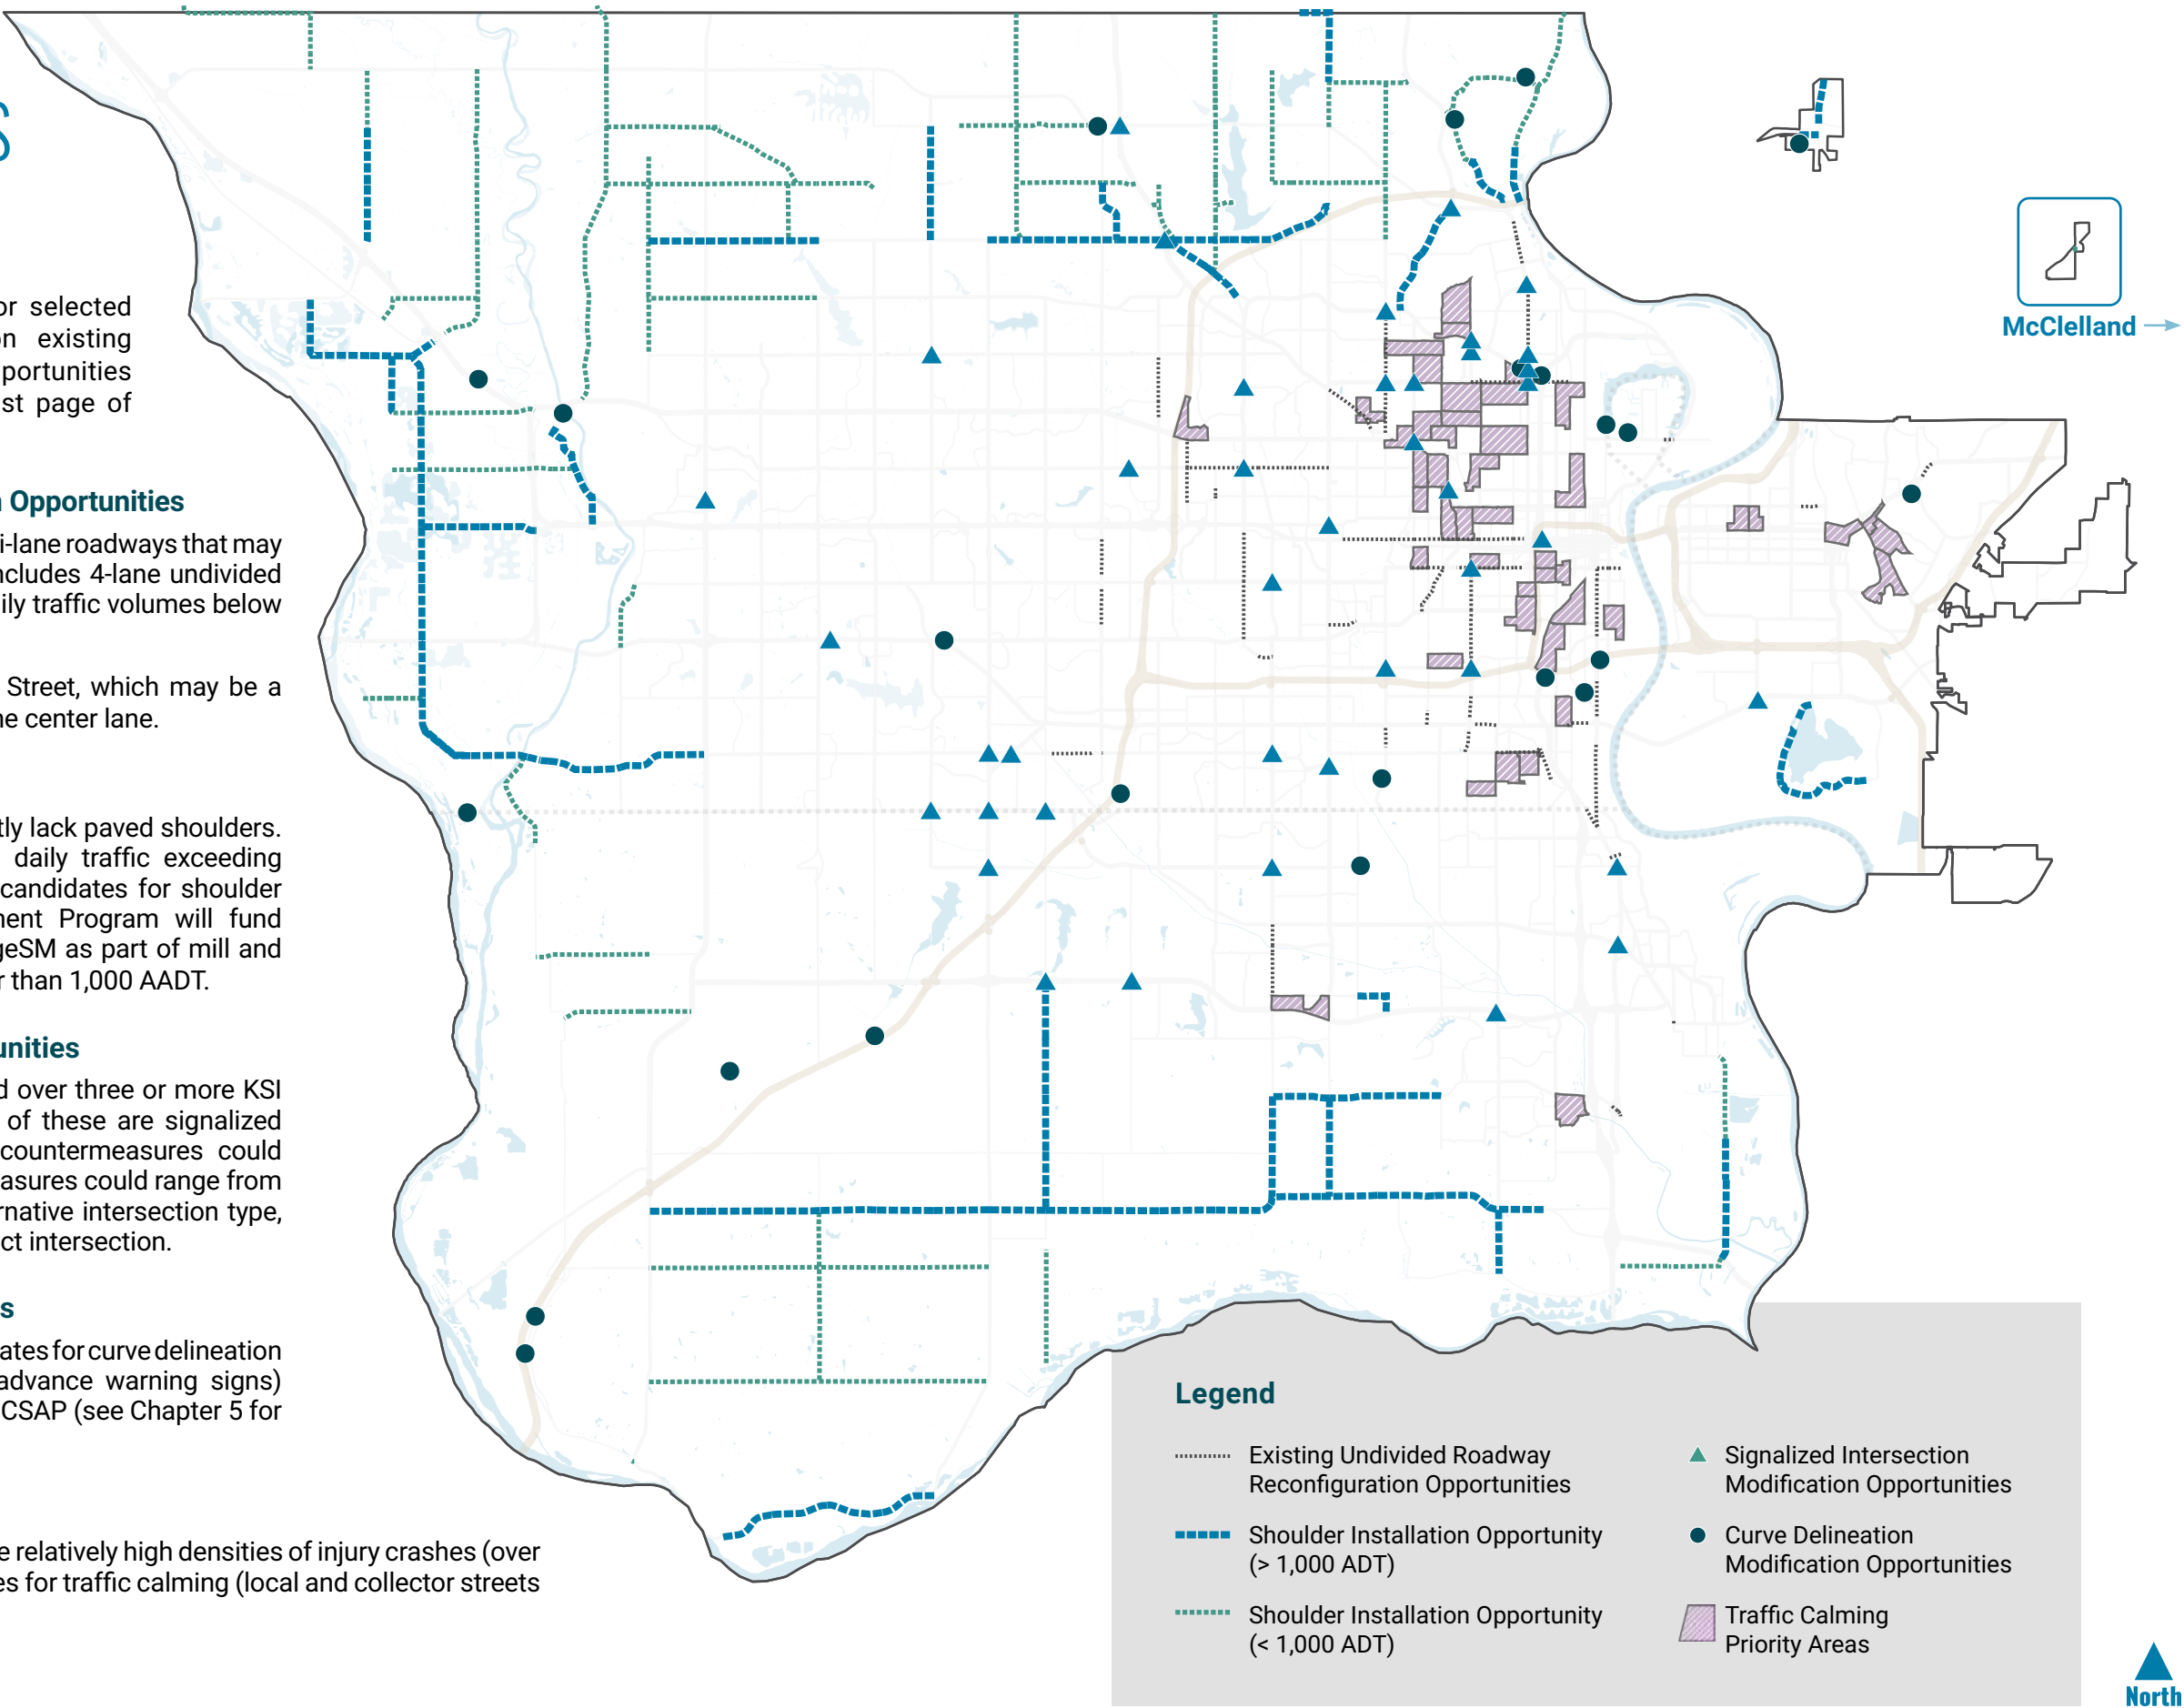 S
or selected
on existing
portunities
st page of
n Opportunities
i-lane roadways that may
ncludes 4-lane undivided
ily traffic volumes below
Street, which may be a
ne center lane.
tly lack paved shoulders.
daily traffic exceeding
candidates for shoulder
nent Program will fund
geSM as part of mill and
r than 1,000 AADT.
unities
d over three or more KSI
of these are signalized
countermeasures could
asures could range from
rnative intersection type,
ct intersection.
s
ates for curve delineation
advance warning signs)
CSAP (see Chapter 5 for
e relatively high densities of injury crashes (over
es for traffic calming (local and collector streets
McClelland
Legend
Existing Undivided Roadway
Reconfiguration Opportunities
Shoulder Installation Opportunity
(> 1,000 ADT)
Shoulder Installation Opportunity
(< 1,000 ADT)
Signalized Intersection
Modification Opportunities
Curve Delineation
Modification Opportunities
Traffic Calming
Priority Areas
North